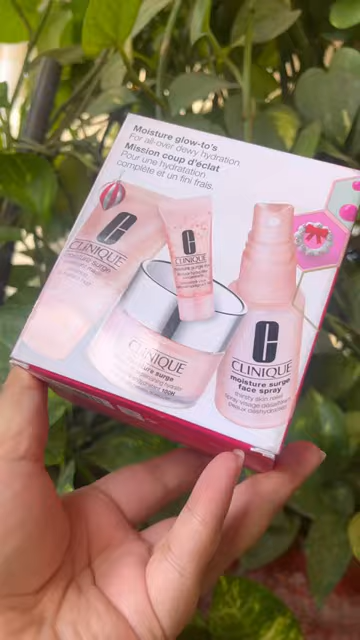 Moisture glow-to's
For all-over dewy hydration
Mission coup d'éclat
Pour une hydratation
complète et un fini frais.
CLINIQUE
moisture surge
CLINIQUE
CLINIQUE
moisture surge
100H
CLINIQUE
moisture surge
face spray
thirsty skin relief